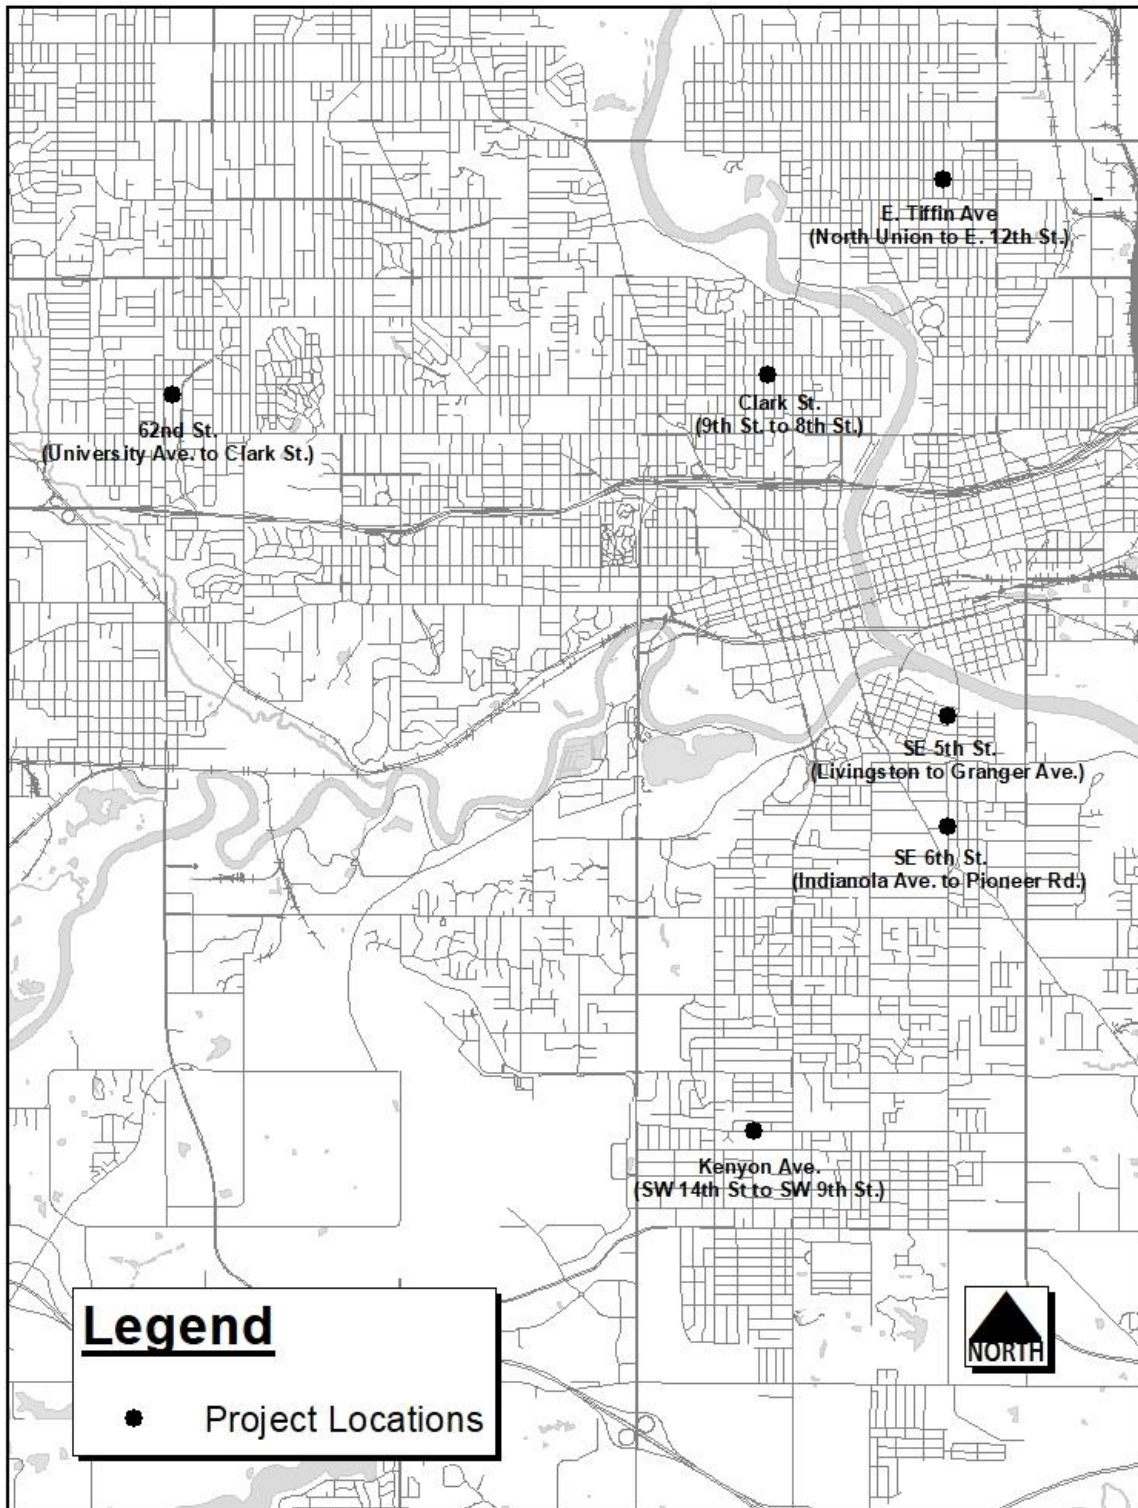 E. Tiffin Ave
(North Union to E. 12th St.)
Clark St.
(9th St. to 8th St.)
62nd St.
(University Ave. to Clark St.)
SE 5th St.
(Livingston to Granger Ave.)
SE 6th St.
(Indianola Ave. to Pioneer Rd.)
Kenyon Ave.
(SW 14th St to SW 9th St.)
Legend
Project Locations
NORTH